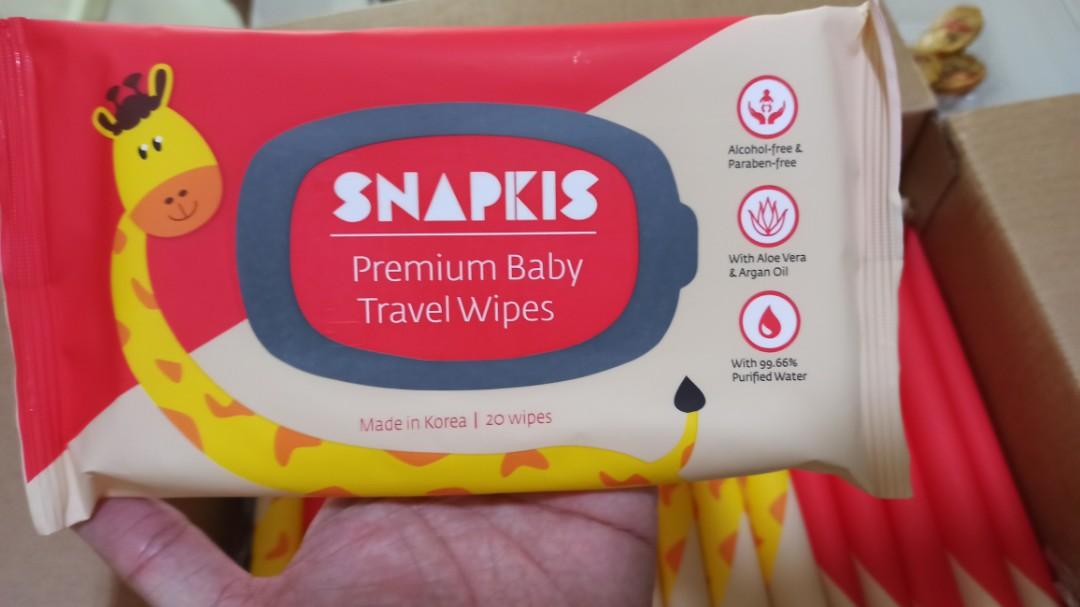 SNAPKIS
Premium Baby
Travel Wipes
Made in Korea | 20 wipes
Alcohol-free &
Paraben-free
With Aloe Vera
& Argan Oil
With 99.66%
Purified Water